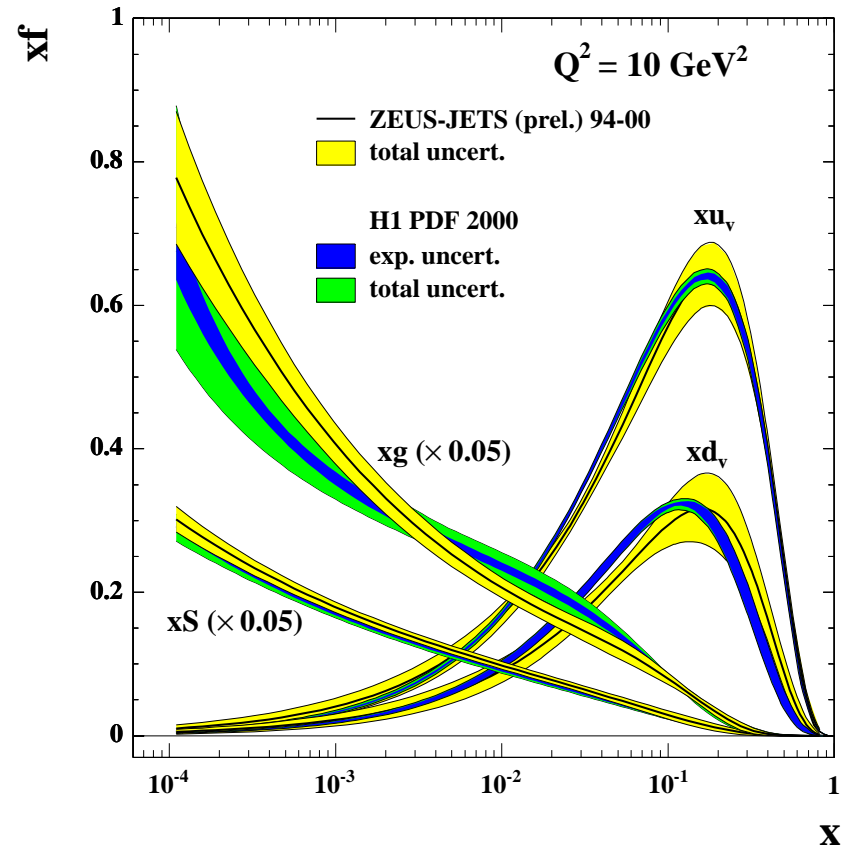 xf
Q² = 10 GeV²
ZEUS-JETS (prel.) 94-00
total uncert.
H1 PDF 2000
exp. uncert.
total uncert.
xuᵥ
xdᵥ
xg (× 0.05)
xS (× 0.05)
1
0.8
0.6
0.4
0.2
0
10⁻⁴ 10⁻³ 10⁻² 10⁻¹ 1
x